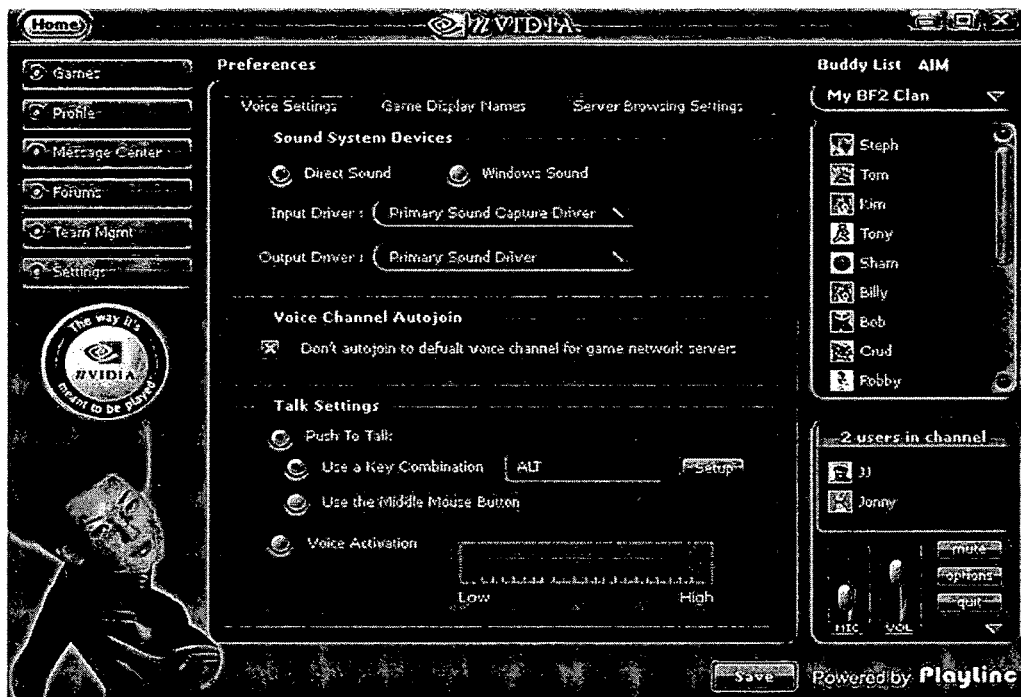 Home
nVIDIA.
Games
Profile
Message Center
Forums
Team Mgmt
Settings
The way it's
nVIDIA
meant to be played
Preferences
Voice Settings Game Display Names Server Browsing Settings
Sound System Devices
Direct Sound Windows Sound
Input Driver : Primary Sound Capture Driver
Output Driver : Primary Sound Driver
Voice Channel Autojoin
Don't autojoin to defualt voice channel for game network servers
Talk Settings
Push To Talk
Use a Key Combination ALT Setup
Use the Middle Mouse Button
Voice Activation
Low High
Save
Buddy List AIM
My BF2 Clan
Steph
Tom
Kim
Tony
Sham
Billy
Bob
Crud
Robby
2 users in channel
JJ
Jonny
mute
options
quit
MIC VOL
Powered by Playlinc